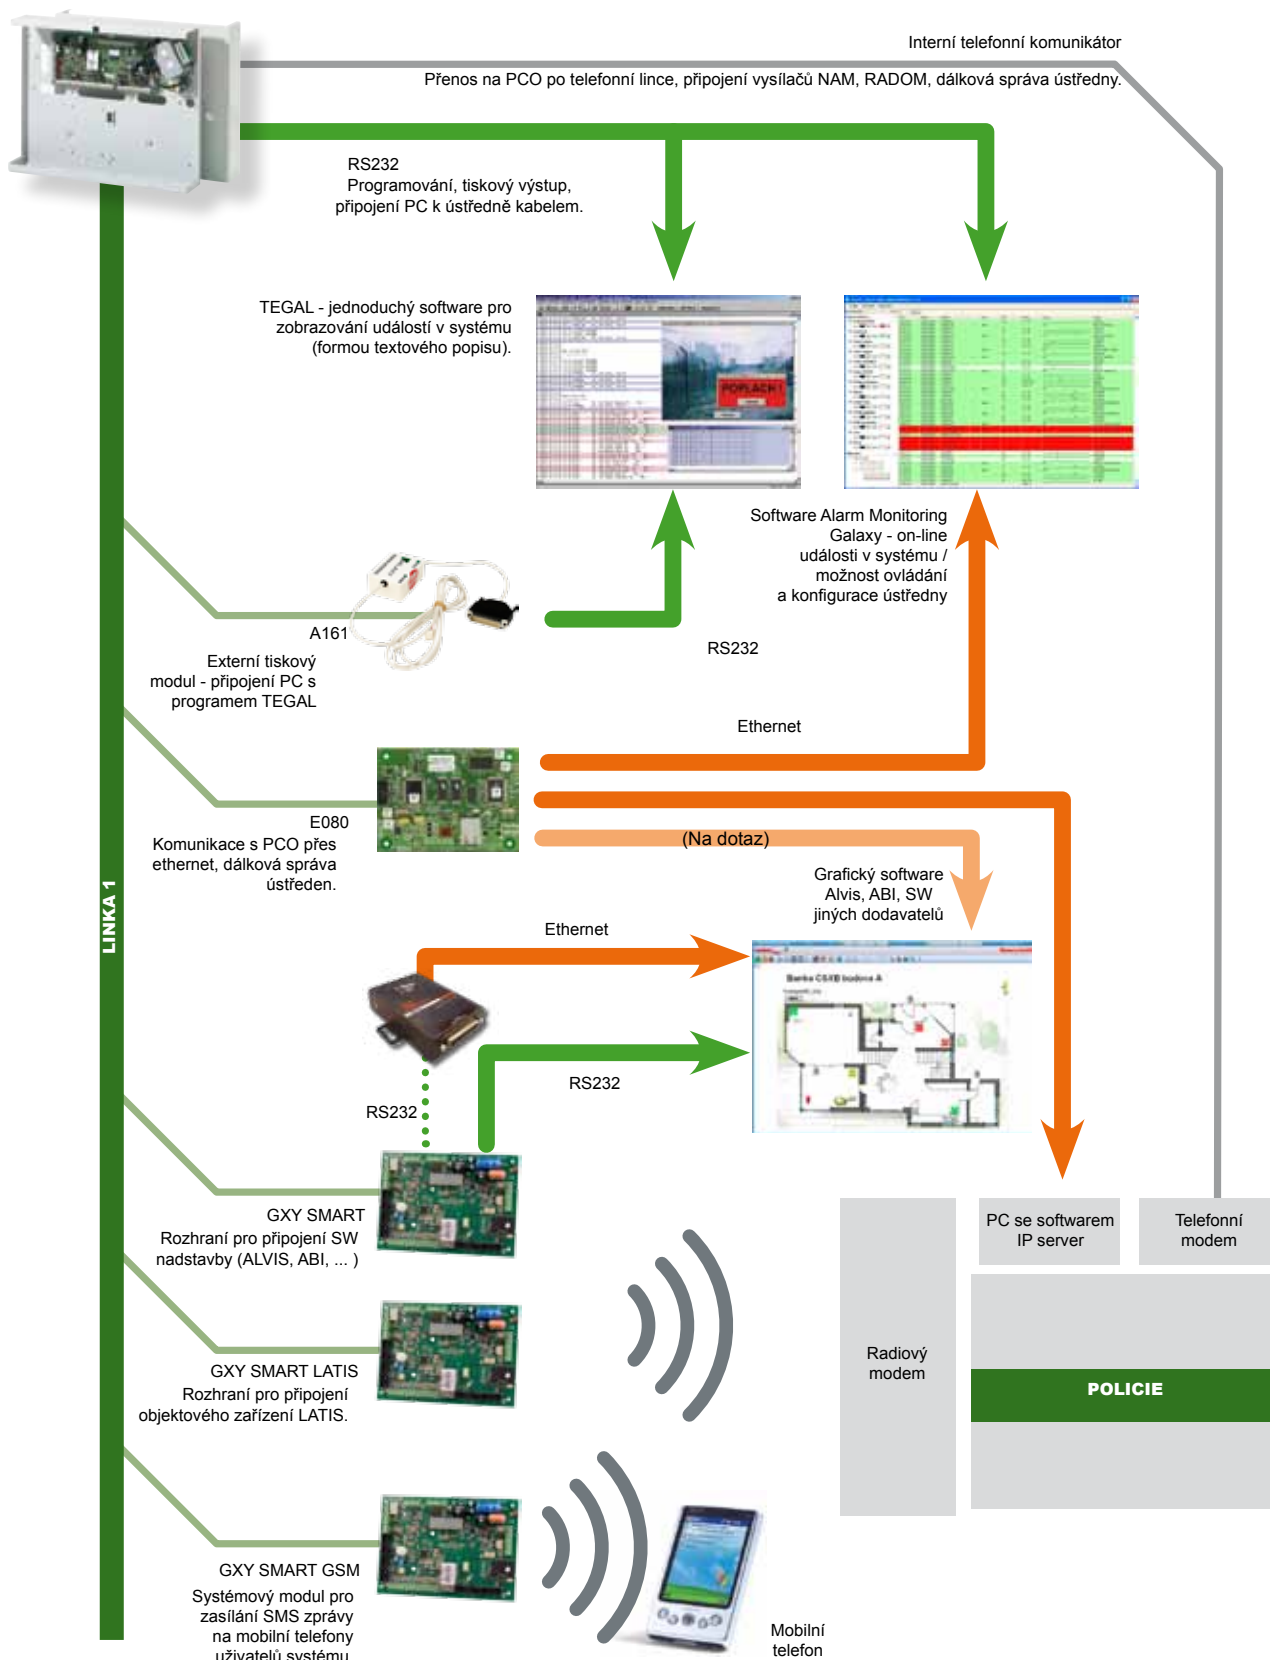 Interní telefonní komunikátor
Přenos na PCO po telefonní lince, připojení vysílačů NAM, RADOM, dálková správa ústředny.
RS232
Programování, tiskový výstup,
připojení PC k ústředně kabelem.
TEGAL - jednoduchý software pro
zobrazování událostí v systému
(formou textového popisu).
POPLACH !
Software Alarm Monitoring
Galaxy - on-line
události v systému /
možnost ovládání
a konfigurace ústředny
A161
Externí tiskový
modul - připojení PC s
programem TEGAL
RS232
Ethernet
E080
Komunikace s PCO přes
ethernet, dálková správa
ústředen.
(Na dotaz)
Grafický software
Alvis, ABI, SW
jiných dodavatelů
LINKA 1
Ethernet
Banka CSXB budova A
RS232
RS232
GXY SMART
Rozhraní pro připojení SW
nadstavby (ALVIS, ABI, ... )
PC se softwarem
IP server
Telefonní
modem
Radiový
modem
POLICIE
GXY SMART LATIS
Rozhraní pro připojení
objektového zařízení LATIS.
GXY SMART GSM
Systémový modul pro
zasílání SMS zprávy
na mobilní telefony
uživatelů systému
Mobilní
telefon